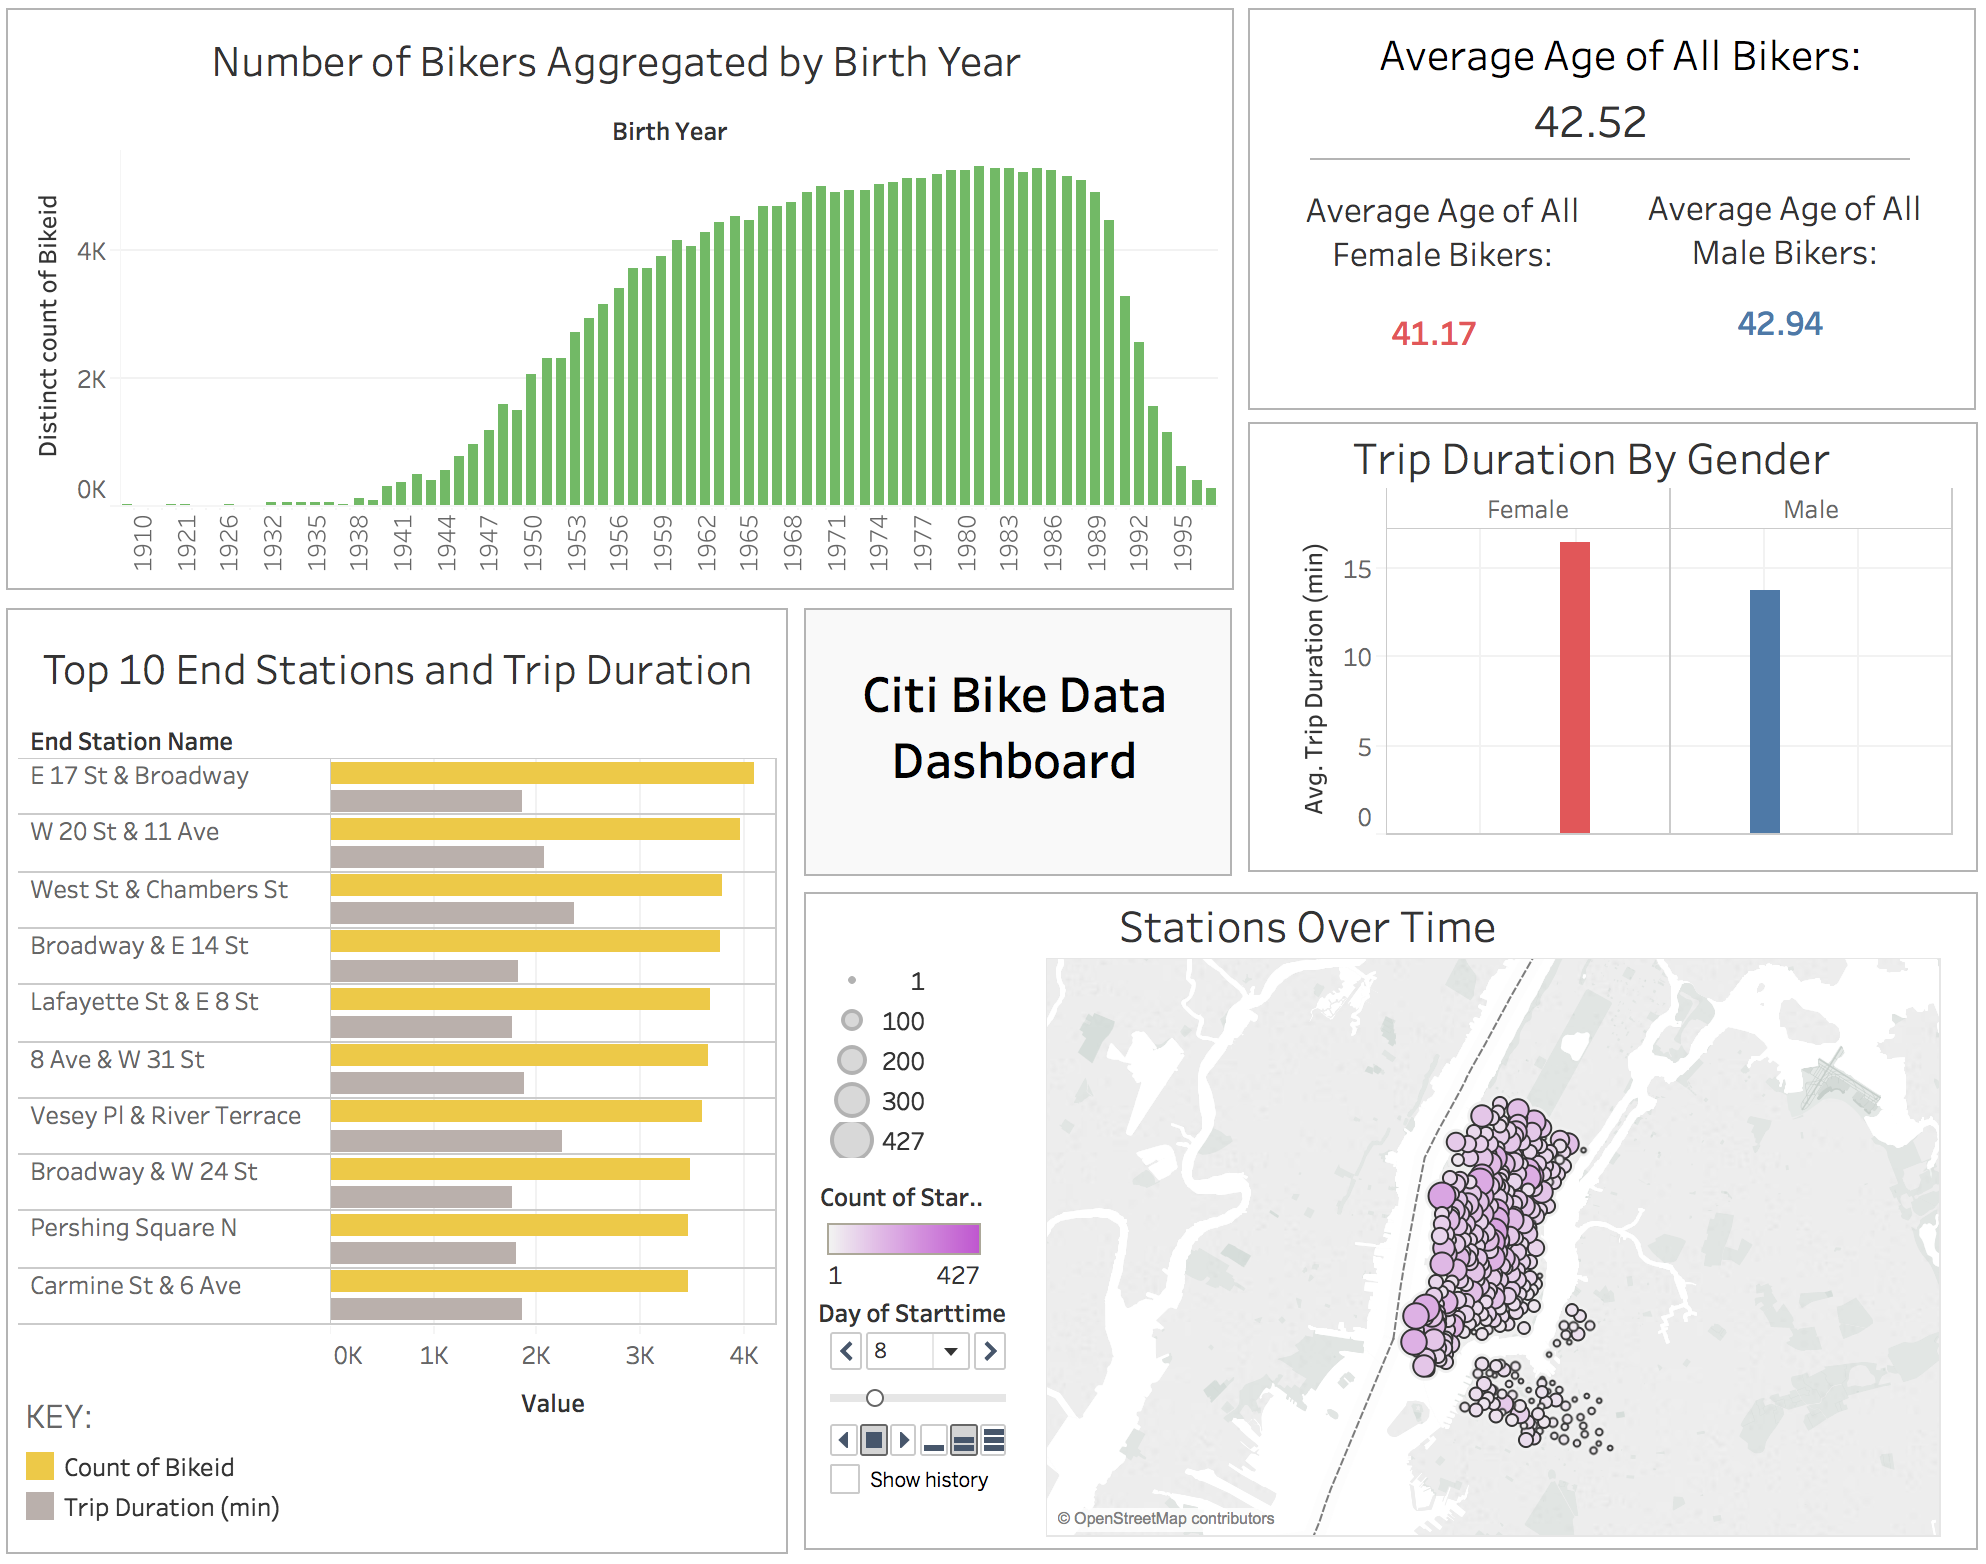 Number of Bikers Aggregated by Birth Year
Birth Year
Distinct count of Bikeid
4K
2K
0K
1910
1921
1926
1932
1935
1938
1941
1944
1947
1950
1953
1956
1959
1962
1965
1968
1971
1974
1977
1980
1983
1986
1989
1992
1995
Average Age of All Bikers:
42.52
Average Age of All
Female Bikers:
41.17
Average Age of All
Male Bikers:
42.94
Trip Duration By Gender
Female
Male
Avg. Trip Duration (min)
15
10
5
0
Top 10 End Stations and Trip Duration
End Station Name
E 17 St & Broadway
W 20 St & 11 Ave
West St & Chambers St
Broadway & E 14 St
Lafayette St & E 8 St
8 Ave & W 31 St
Vesey Pl & River Terrace
Broadway & W 24 St
Pershing Square N
Carmine St & 6 Ave
0K
1K
2K
3K
4K
Value
KEY:
Count of Bikeid
Trip Duration (min)
Citi Bike Data
Dashboard
Stations Over Time
1
100
200
300
427
Count of Star..
1
427
Day of Starttime
8
Show history
© OpenStreetMap contributors